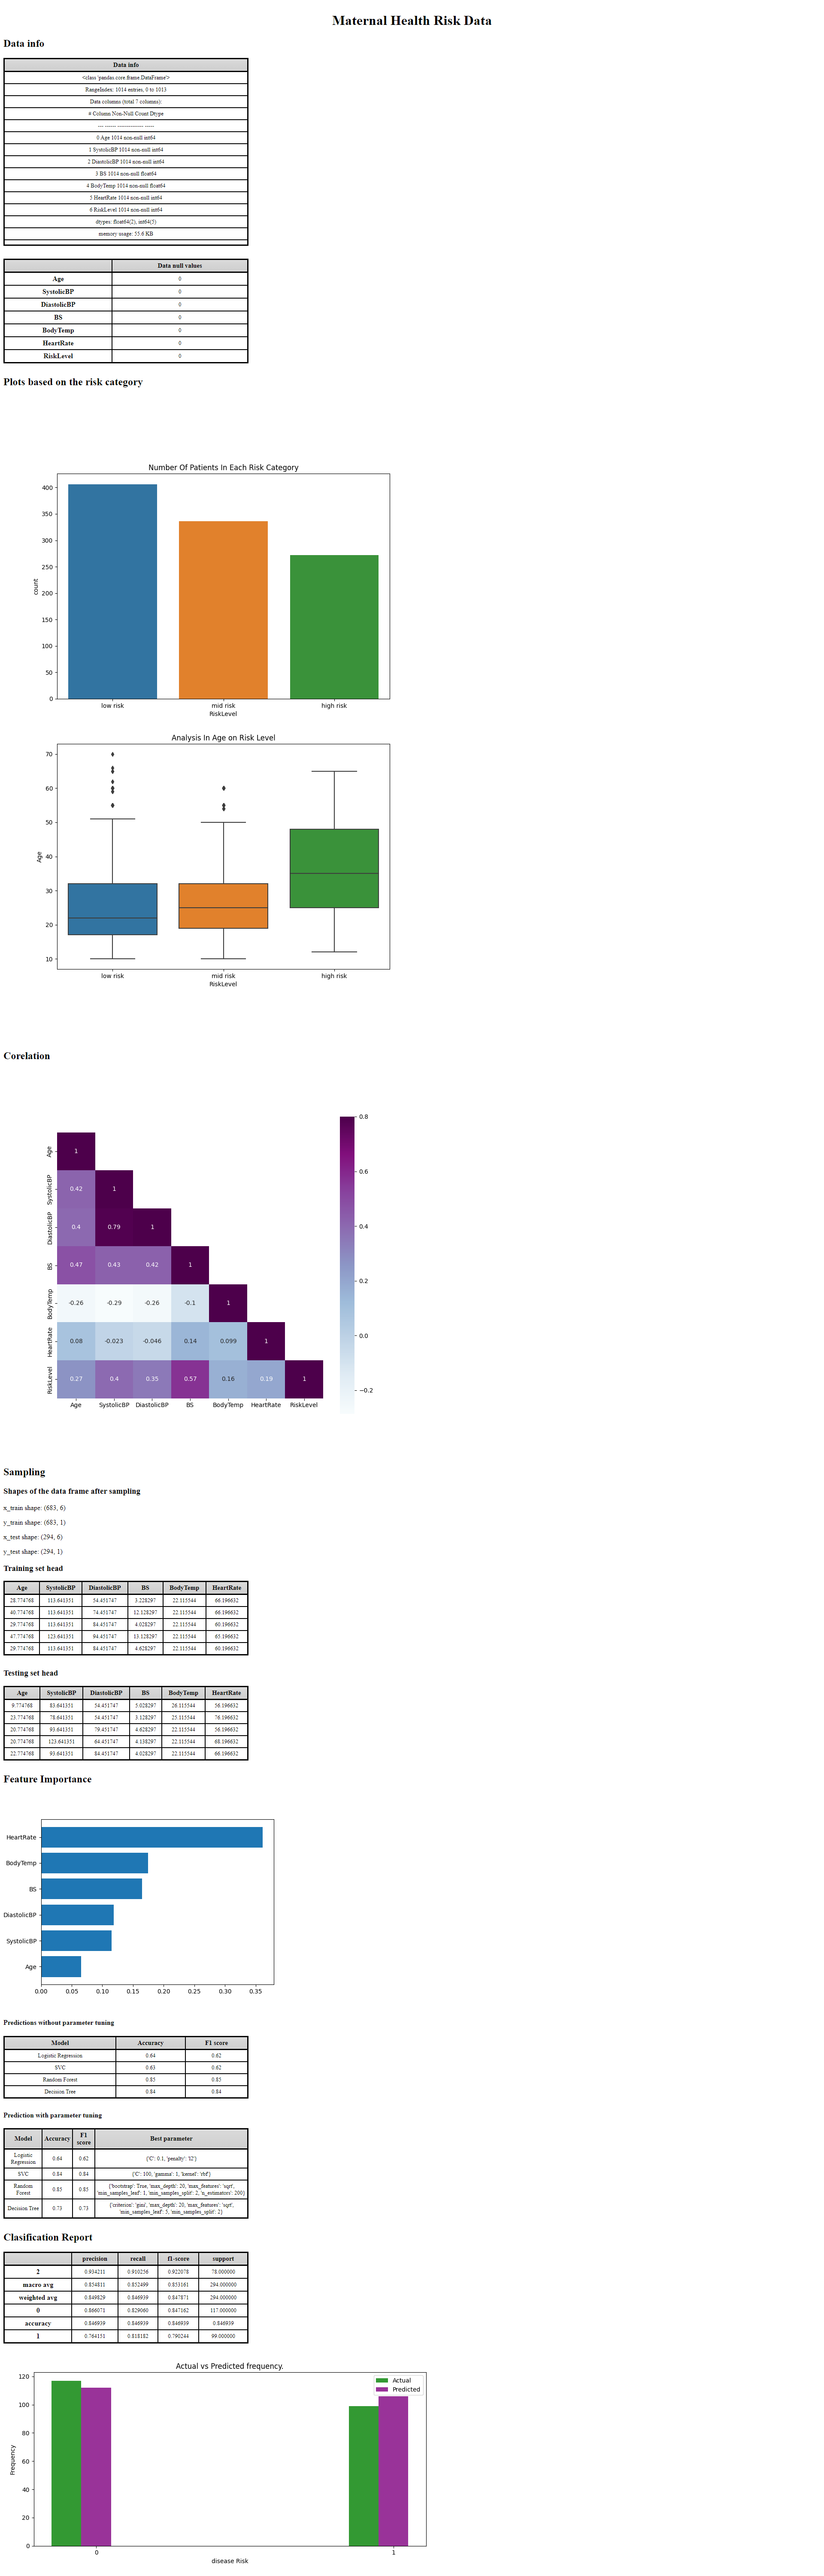 Maternal Health Risk Data
Data info
Data info
<class 'pandas.core.frame.DataFrame'>
RangeIndex: 1014 entries, 0 to 1013
Data columns (total 7 columns):
# Column Non-Null Count Dtype
--- ------ -------------- -----
0 Age 1014 non-null int64
1 SystolicBP 1014 non-null int64
2 DiastolicBP 1014 non-null int64
3 BS 1014 non-null float64
4 BodyTemp 1014 non-null float64
5 HeartRate 1014 non-null int64
6 RiskLevel 1014 non-null int64
dtypes: float64(2), int64(5)
memory usage: 55.6 KB
Data null values
Age 0
SystolicBP 0
DiastolicBP 0
BS 0
BodyTemp 0
HeartRate 0
RiskLevel 0
Plots based on the risk category
Number Of Patients In Each Risk Category
400
350
300
250
200
150
100
50
0
count
low risk mid risk high risk
RiskLevel
Analysis In Age on Risk Level
70
60
50
40
30
20
10
Age
low risk mid risk high risk
RiskLevel
Corelation
Age 1
SystolicBP 0.42 1
DiastolicBP 0.4 0.79 1
BS 0.47 0.43 0.42 1
BodyTemp -0.26 -0.29 -0.26 -0.1 1
HeartRate 0.08 -0.023 -0.046 0.14 0.099 1
RiskLevel 0.27 0.4 0.35 0.57 0.16 0.19 1
Age SystolicBP DiastolicBP BS BodyTemp HeartRate RiskLevel
0.8
0.6
0.4
0.2
0.0
−0.2
Sampling
Shapes of the data frame after sampling
x_train shape: (683, 6)
y_train shape: (683, 1)
x_test shape: (294, 6)
y_test shape: (294, 1)
Training set head
Age SystolicBP DiastolicBP BS BodyTemp HeartRate
28.774768 113.641351 54.451747 3.228297 22.115544 66.196632
40.774768 113.641351 74.451747 12.128297 22.115544 66.196632
29.774768 113.641351 84.451747 4.028297 22.115544 60.196632
47.774768 123.641351 94.451747 13.128297 22.115544 65.196632
29.774768 113.641351 84.451747 4.628297 22.115544 60.196632
Testing set head
Age SystolicBP DiastolicBP BS BodyTemp HeartRate
9.774768 83.641351 54.451747 5.028297 26.115544 56.196632
23.774768 78.641351 54.451747 3.128297 25.115544 76.196632
20.774768 93.641351 79.451747 4.628297 22.115544 56.196632
20.774768 123.641351 64.451747 4.138297 22.115544 68.196632
22.774768 93.641351 84.451747 4.028297 22.115544 66.196632
Feature Importance
HeartRate
BodyTemp
BS
DiastolicBP
SystolicBP
Age
0.00 0.05 0.10 0.15 0.20 0.25 0.30 0.35
Predictions without parameter tuning
Model Accuracy F1 score
Logistic Regression 0.64 0.62
SVC 0.63 0.62
Random Forest 0.85 0.85
Decision Tree 0.84 0.84
Prediction with parameter tuning
Model Accuracy F1 score Best parameter
Logistic Regression 0.64 0.62 {'C': 0.1, 'penalty': 'l2'}
SVC 0.84 0.84 {'C': 100, 'gamma': 1, 'kernel': 'rbf'}
Random Forest 0.85 0.85 {'bootstrap': True, 'max_depth': 20, 'max_features': 'sqrt', 'min_samples_leaf': 1, 'min_samples_split': 2, 'n_estimators': 200}
Decision Tree 0.73 0.73 {'criterion': 'gini', 'max_depth': 20, 'max_features': 'sqrt', 'min_samples_leaf': 5, 'min_samples_split': 2}
Clasification Report
precision recall f1-score support
2 0.934211 0.910256 0.922078 78.000000
macro avg 0.854811 0.852499 0.853161 294.000000
weighted avg 0.849829 0.846939 0.847871 294.000000
0 0.866071 0.829060 0.847162 117.000000
accuracy 0.846939 0.846939 0.846939 0.846939
1 0.764151 0.818182 0.790244 99.000000
Actual vs Predicted frequency.
Actual
Predicted
120
100
80
60
40
20
0
Frequency
0 1
disease Risk